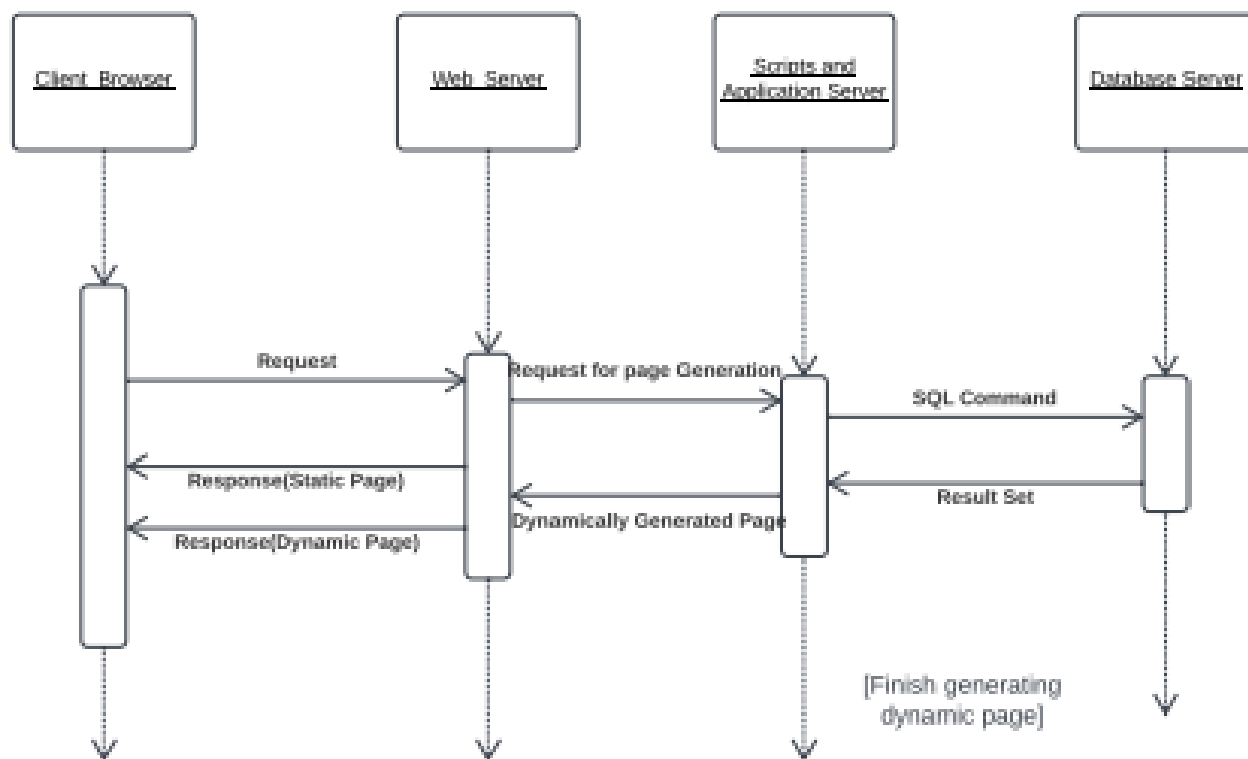 Client Browser
Web Server
Scripts and
Application Server
Database Server
Request
Request for page Generation
SQL Command
Response(Static Page)
Result Set
Dynamically Generated Page
Response(Dynamic Page)
[Finish generating
dynamic page]